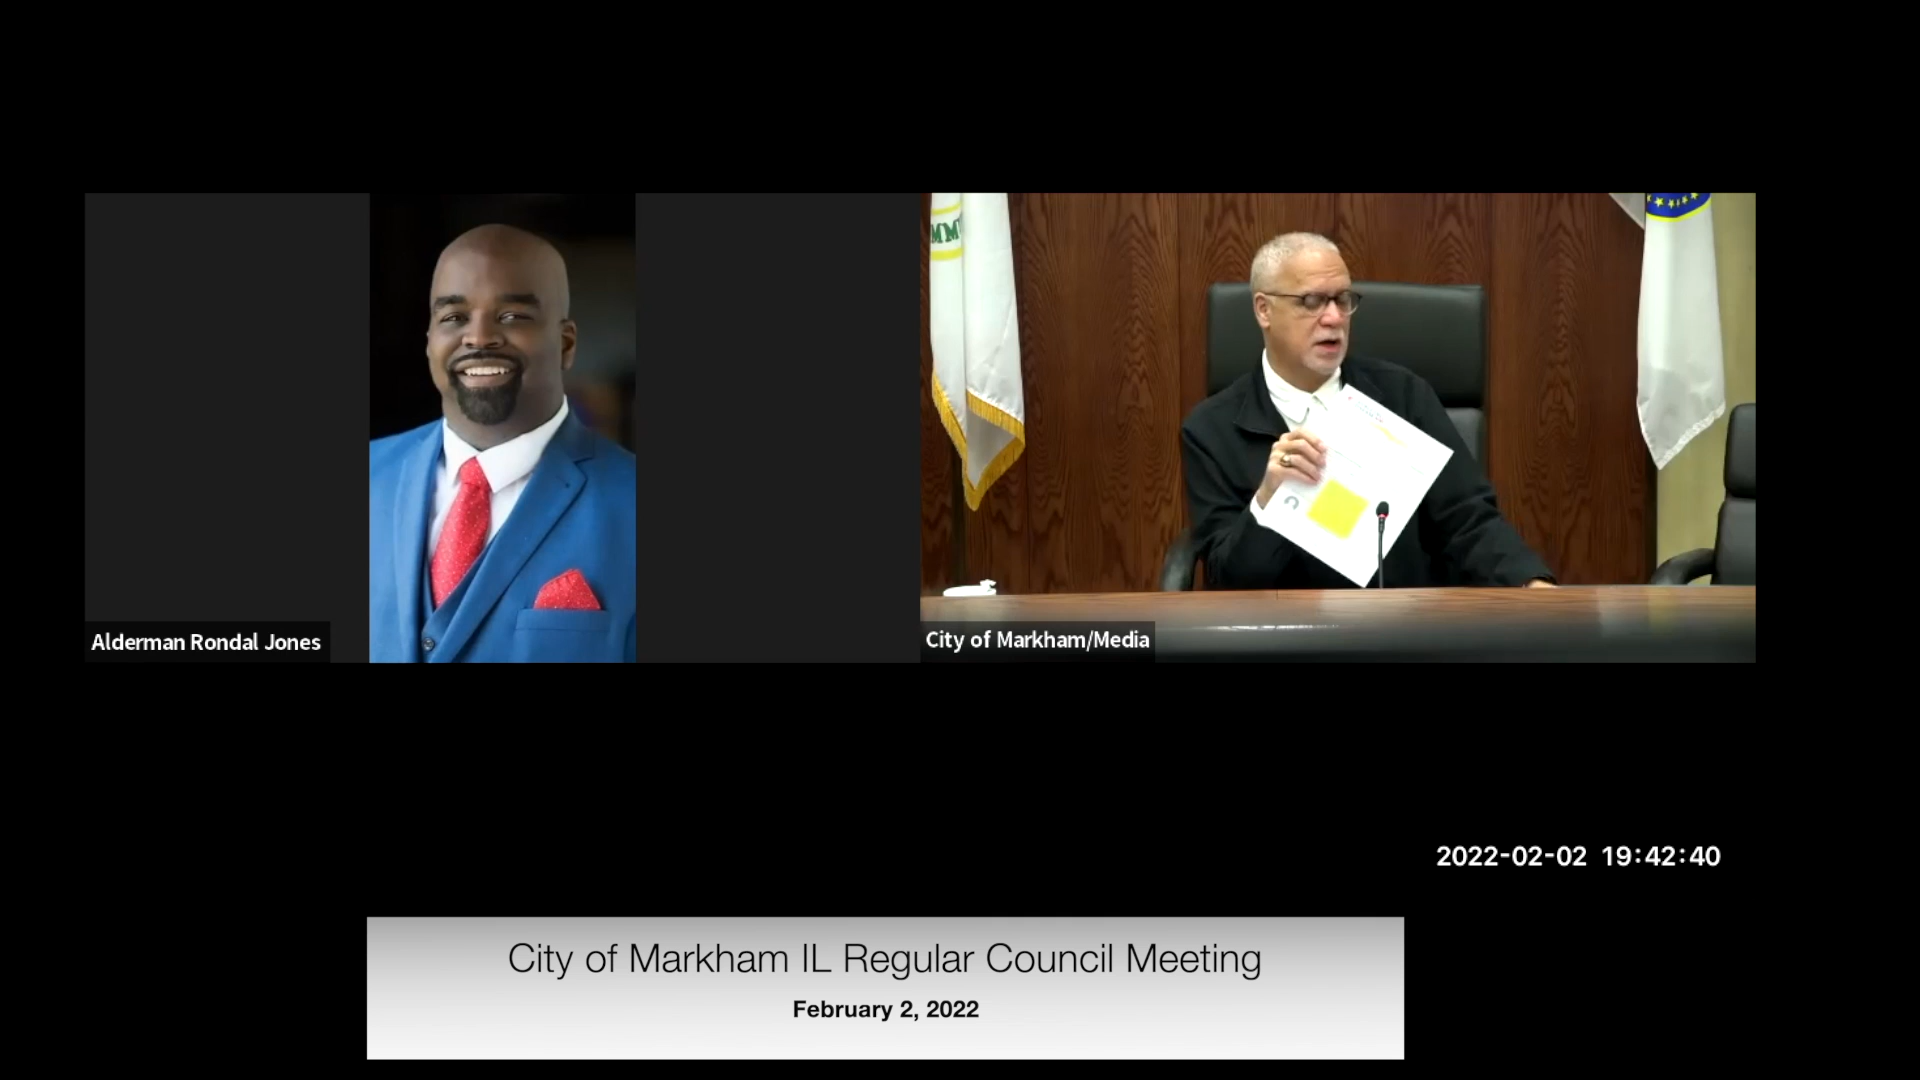 MM
Alderman Rondal Jones
City of Markham/Media
2022-02-02 19:42:40
City of Markham IL Regular Council Meeting
February 2, 2022